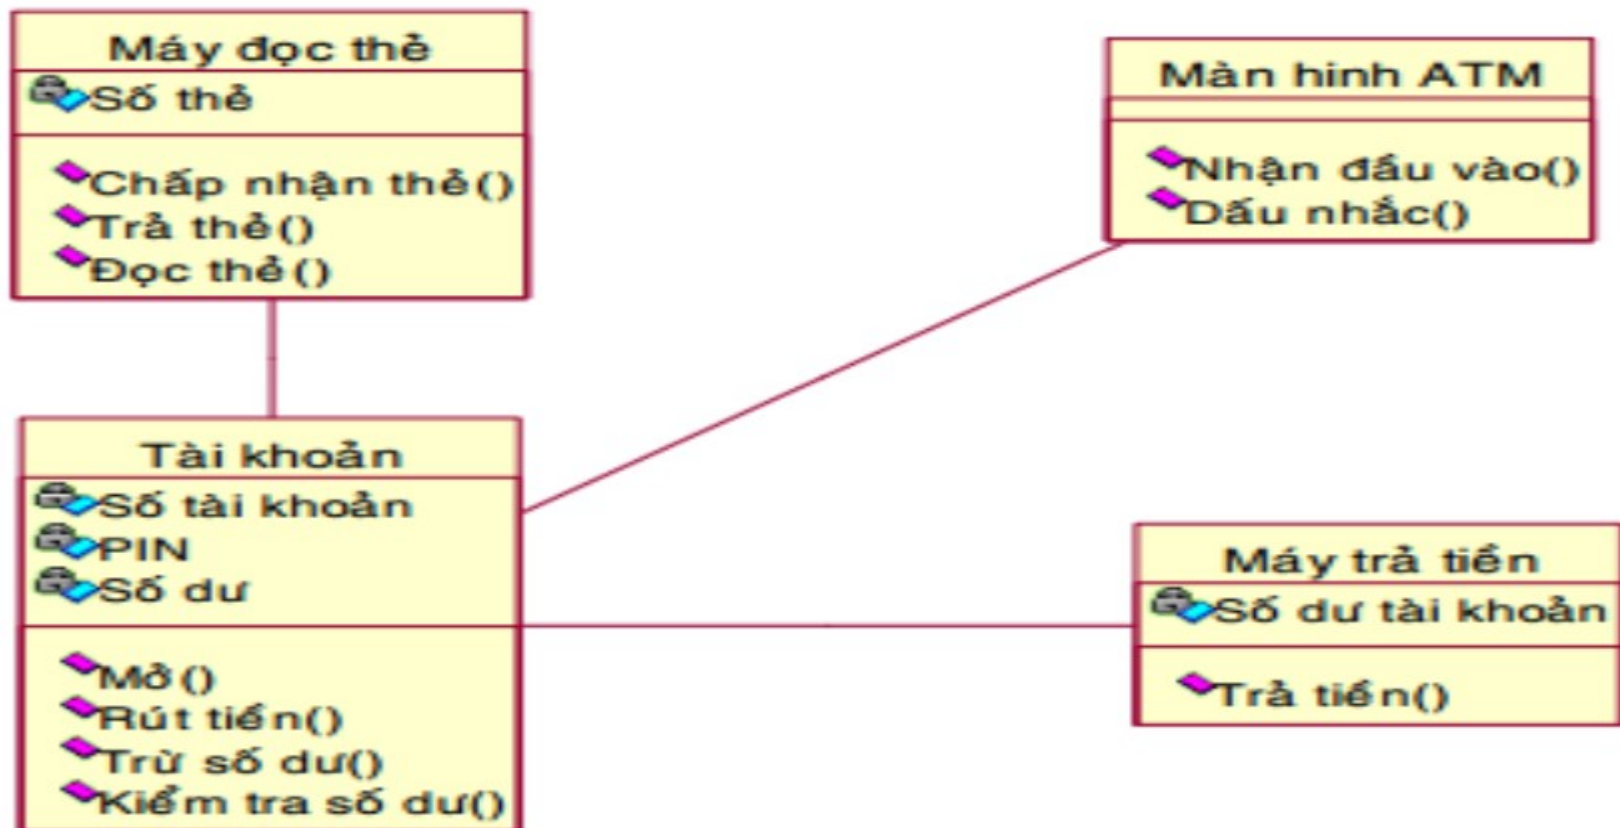 Máy đọc thẻ
Số thẻ
Chấp nhận thẻ()
Trả thẻ()
Đọc thẻ()
Màn hinh ATM
Nhận đầu vào()
Dấu nhắc()
Tài khoản
Số tài khoản
PIN
Số dư
Mở()
Rút tiền()
Trừ số dư()
Kiểm tra số dư()
Máy trả tiền
Số dư tài khoản
Trả tiền()